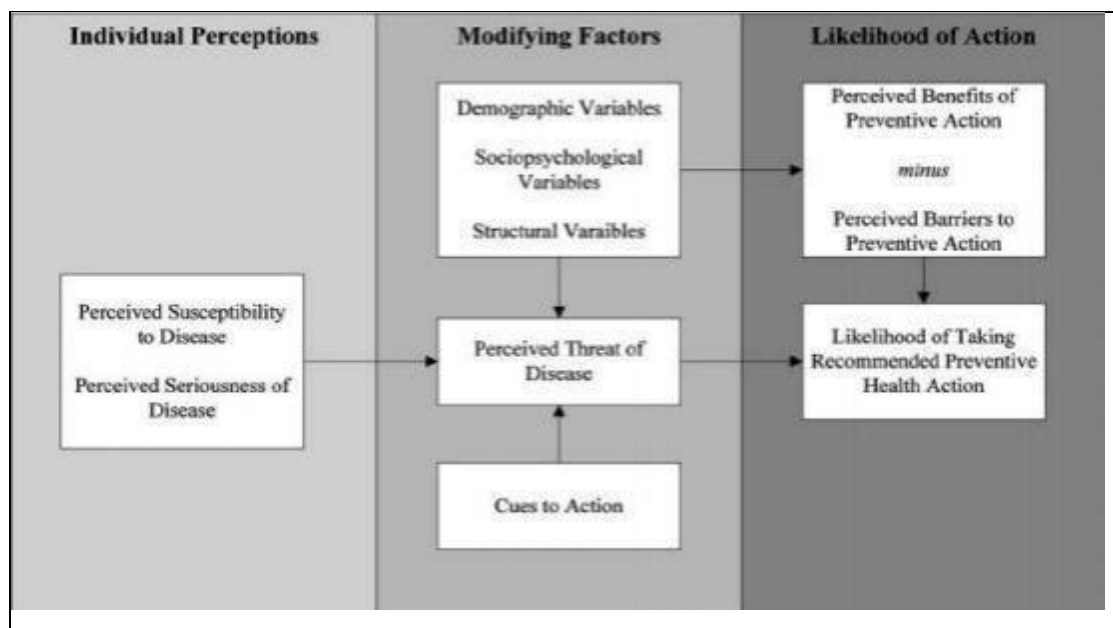 Individual Perceptions
Modifying Factors
Likelihood of Action
Demographic Variables
Sociopsychological
Variables
Structural Varaibles
Perceived Benefits of
Preventive Action
minus
Perceived Barriers to
Preventive Action
Perceived Susceptibility
to Disease
Perceived Seriousness of
Disease
Perceived Threat of
Disease
Likelihood of Taking
Recommended Preventive
Health Action
Cues to Action